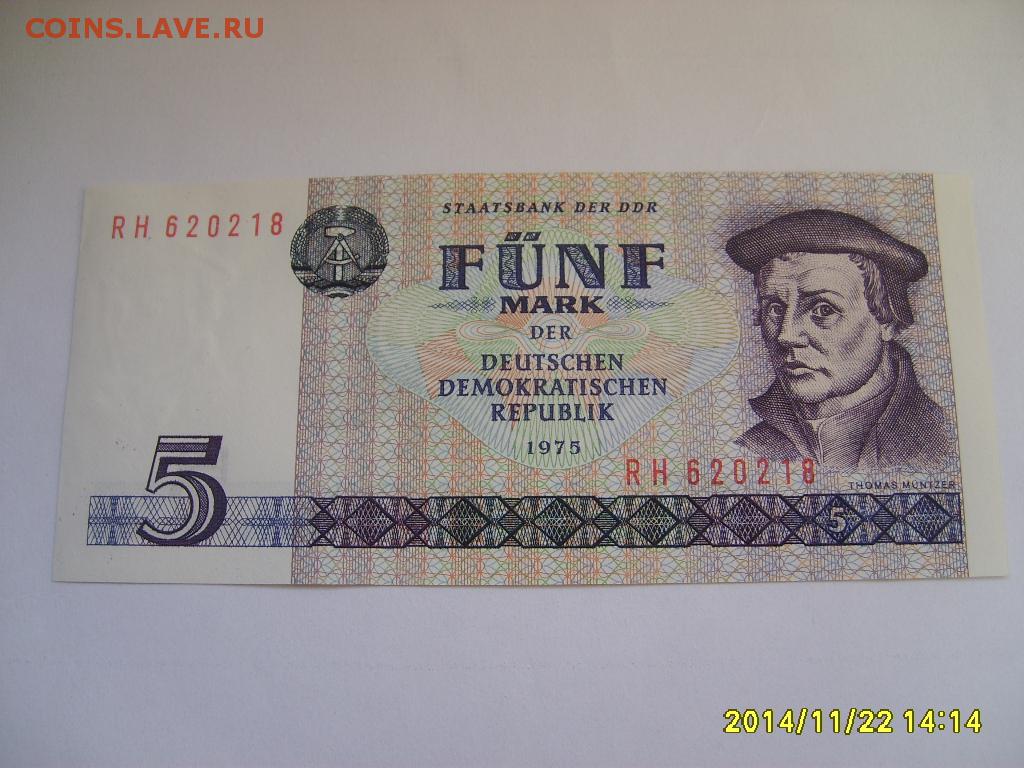 COINS.LAVE.RU
RH 620218
STAATSBANK DER DDR
FÜNF
MARK
DER
DEUTSCHEN
DEMOKRATISCHEN
REPUBLIK
1975
RH 620218
THOMAS MÜNTZER
5
5
2014/11/22 14:14